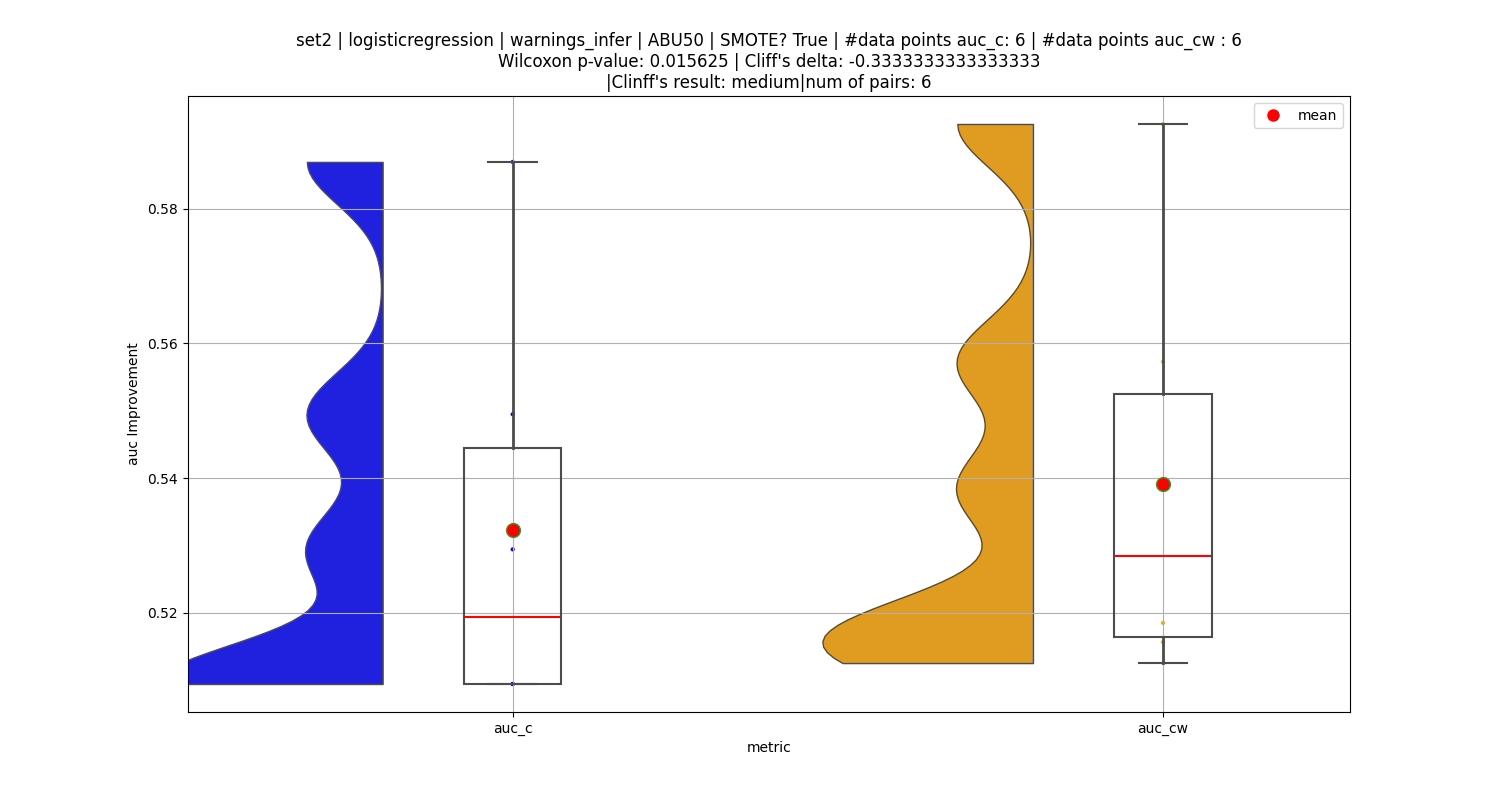 set2 | logisticregression | warnings_infer | ABU50 | SMOTE? True | #data points auc_c: 6 | #data points auc_cw : 6
Wilcoxon p-value: 0.015625 | Cliff's delta: -0.3333333333333333
|Clinff's result: medium|num of pairs: 6
mean
0.58
0.56
0.54
0.52
auc Improvement
auc_c
auc_cw
metric